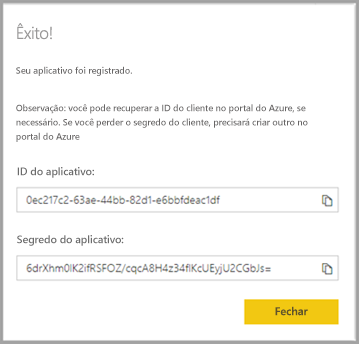 Êxito!
Seu aplicativo foi registrado.
Observação: você pode recuperar a ID do cliente no portal do Azure, se
necessário. Se você perder o segredo do cliente, precisará criar outro no
portal do Azure
ID do aplicativo:
0ec217c2-63ae-44bb-82d1-e6bbfdeac1df
Segredo do aplicativo:
6drXhm0lK2ifRSFOZ/cqcA8H4z34flKcUEyjU2CGbJs=
Fechar